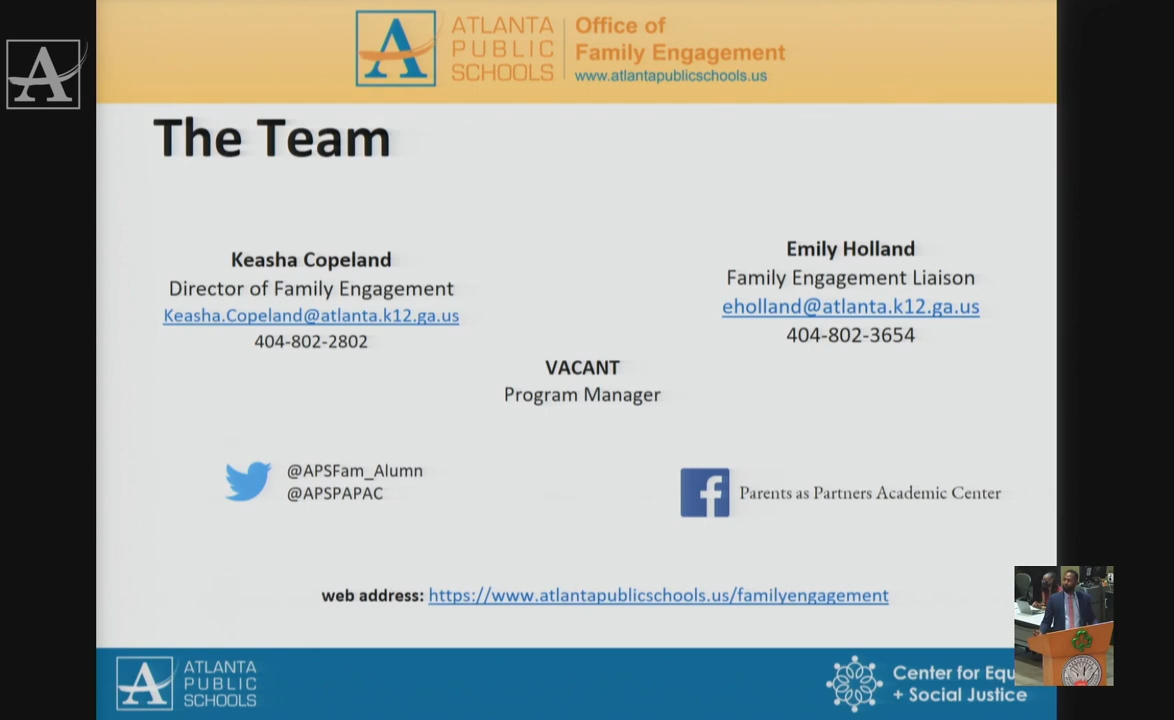 ATLANTA
PUBLIC
SCHOOLS
Office of
Family Engagement
www.atlantapublicschools.us
The Team
Keasha Copeland
Director of Family Engagement
Keasha.Copeland@atlanta.k12.ga.us
404-802-2802
Emily Holland
Family Engagement Liaison
eholland@atlanta.k12.ga.us
404-802-3654
VACANT
Program Manager
@APSFam_Alumn
@APSPAPAC
Parents as Partners Academic Center
web address: https://www.atlantapublicschools.us/familyengagement
ATLANTA
PUBLIC
SCHOOLS
Center for Equ
+ Social Justice